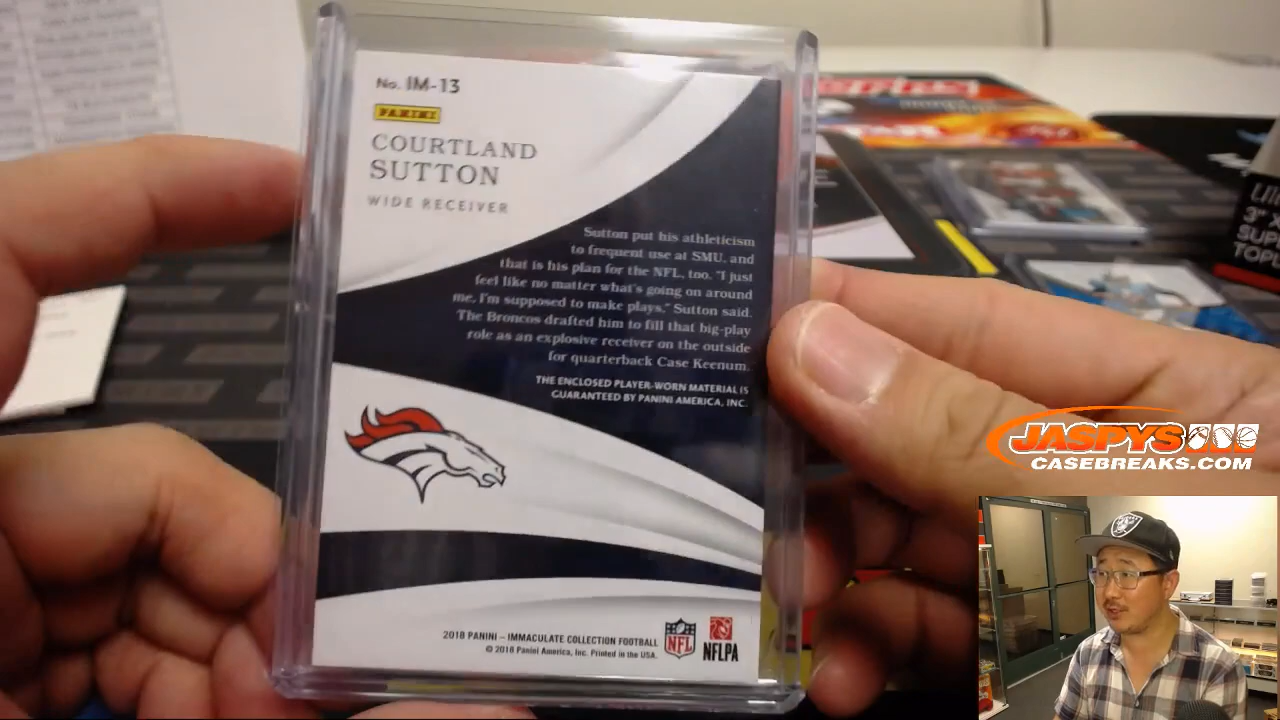 No. IM-13
PANINI
COURTLAND
SUTTON
WIDE RECEIVER
Sutton put his athleticism
to frequent use at SMU, and
that is his plan for the NFL, too. "I just
feel like no matter what's going on around
me, I'm supposed to make plays," Sutton said.
The Broncos drafted him to fill that big-play
role as an explosive receiver on the outside
for quarterback Case Keenum.
THE ENCLOSED PLAYER-WORN MATERIAL IS
GUARANTEED BY PANINI AMERICA, INC.
2018 PANINI – IMMACULATE COLLECTION FOOTBALL
© 2018 Panini America, Inc. Printed in the USA.
NFL
NFLPA
3" X
SUP
TOPL
JASPYS
CASEBREAKS.COM